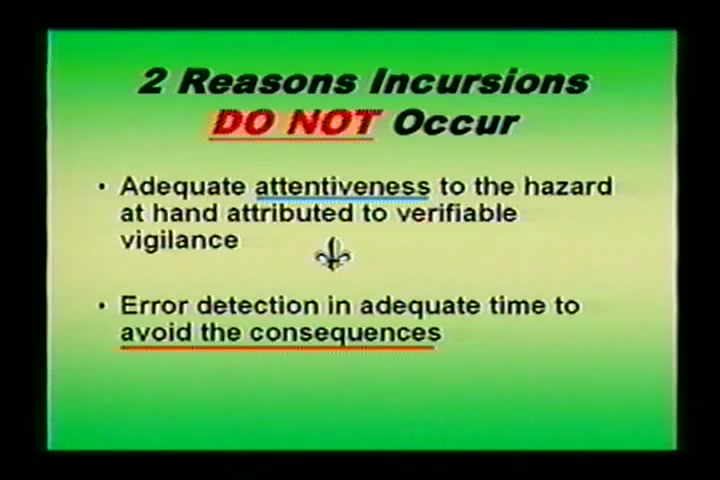 2 Reasons Incursions
DO NOT Occur
• Adequate attentiveness to the hazard
at hand attributed to verifiable
vigilance
• Error detection in adequate time to
avoid the consequences